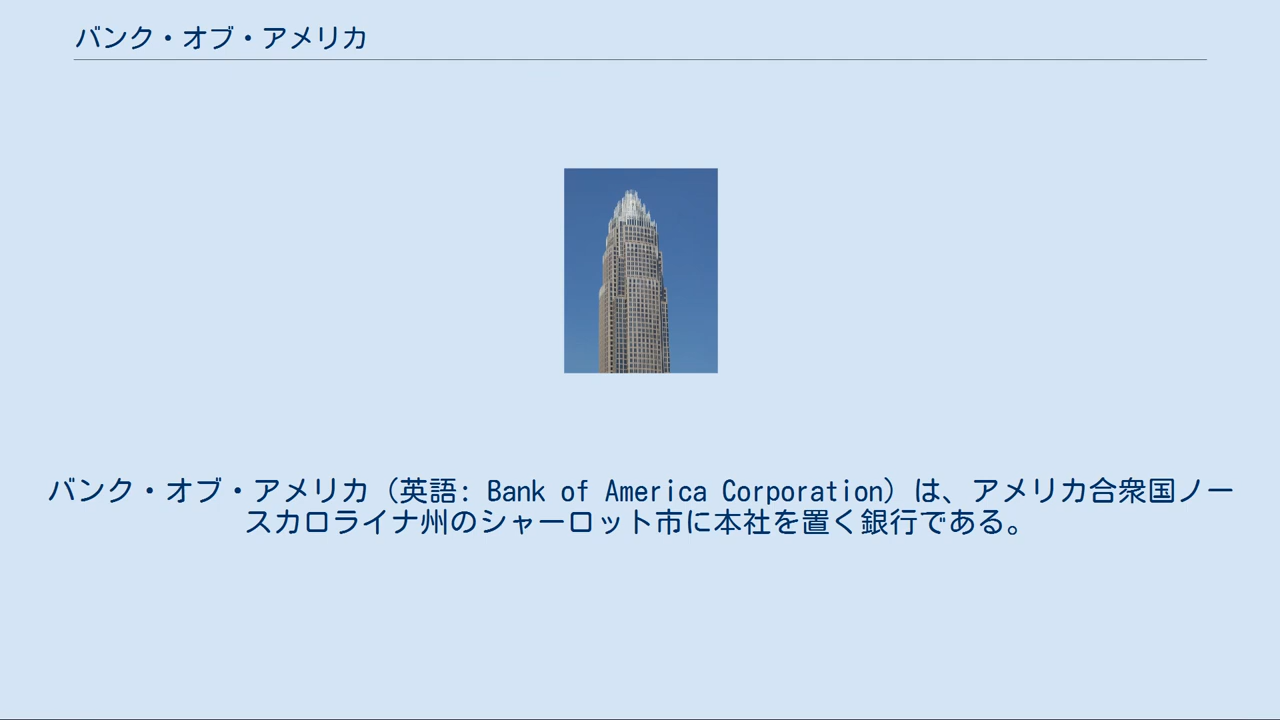 バンク・オブ・アメリカ
バンク・オブ・アメリカ（英語: Bank of America Corporation）は、アメリカ合衆国ノー
スカロライナ州のシャーロット市に本社を置く銀行である。